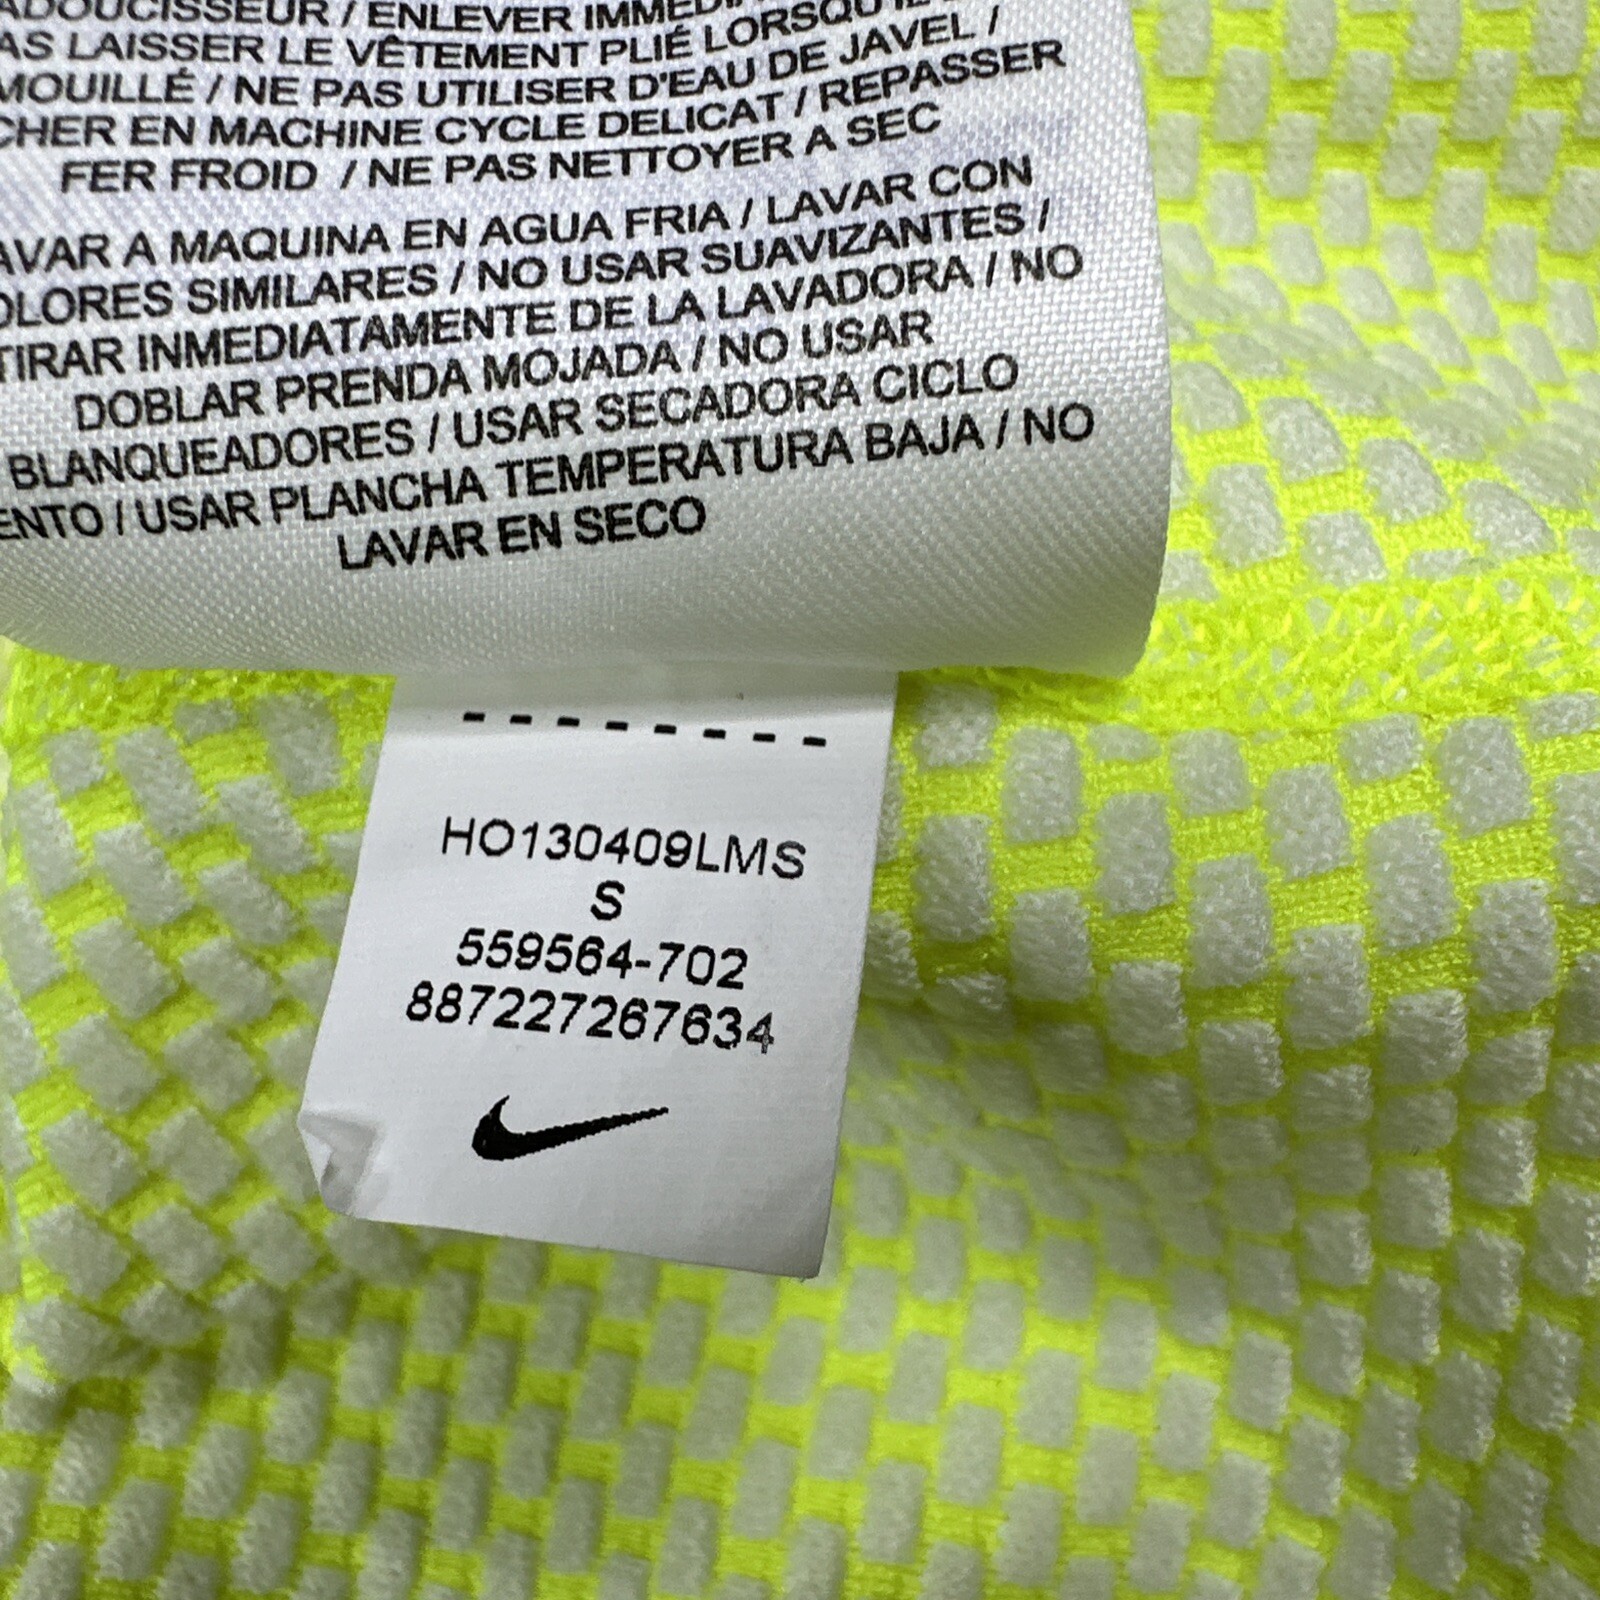 ADOUCISSEUR / ENLEVER
AS LAISSER LE VÊTEMENT PLIÉ
MOUILLÉ / NE PAS UTILISER D'EAU DE JAVEL /
CHER EN MACHINE CYCLE DELICAT / REPASSER
FER FROID / NE PAS NETTOYER A SEC
AVAR A MAQUINA EN AGUA FRIA / LAVAR CON
OLORES SIMILARES / NO USAR SUAVIZANTES /
TIRAR INMEDIATAMENTE DE LA LAVADORA / NO
DOBLAR PRENDA MOJADA / NO USAR
BLANQUEADORES / USAR SECADORA CICLO
ENTO / USAR PLANCHA TEMPERATURA BAJA / NO
LAVAR EN SECO
HO130409LMS
S
559564-702
887227267634